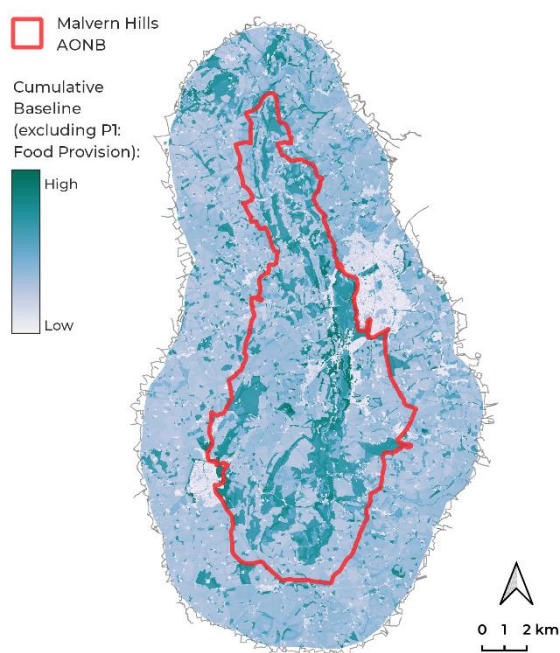 Malvern Hills
AONB
Cumulative
Baseline
(excluding P1:
Food Provision):
High
Low
0 1 2 km